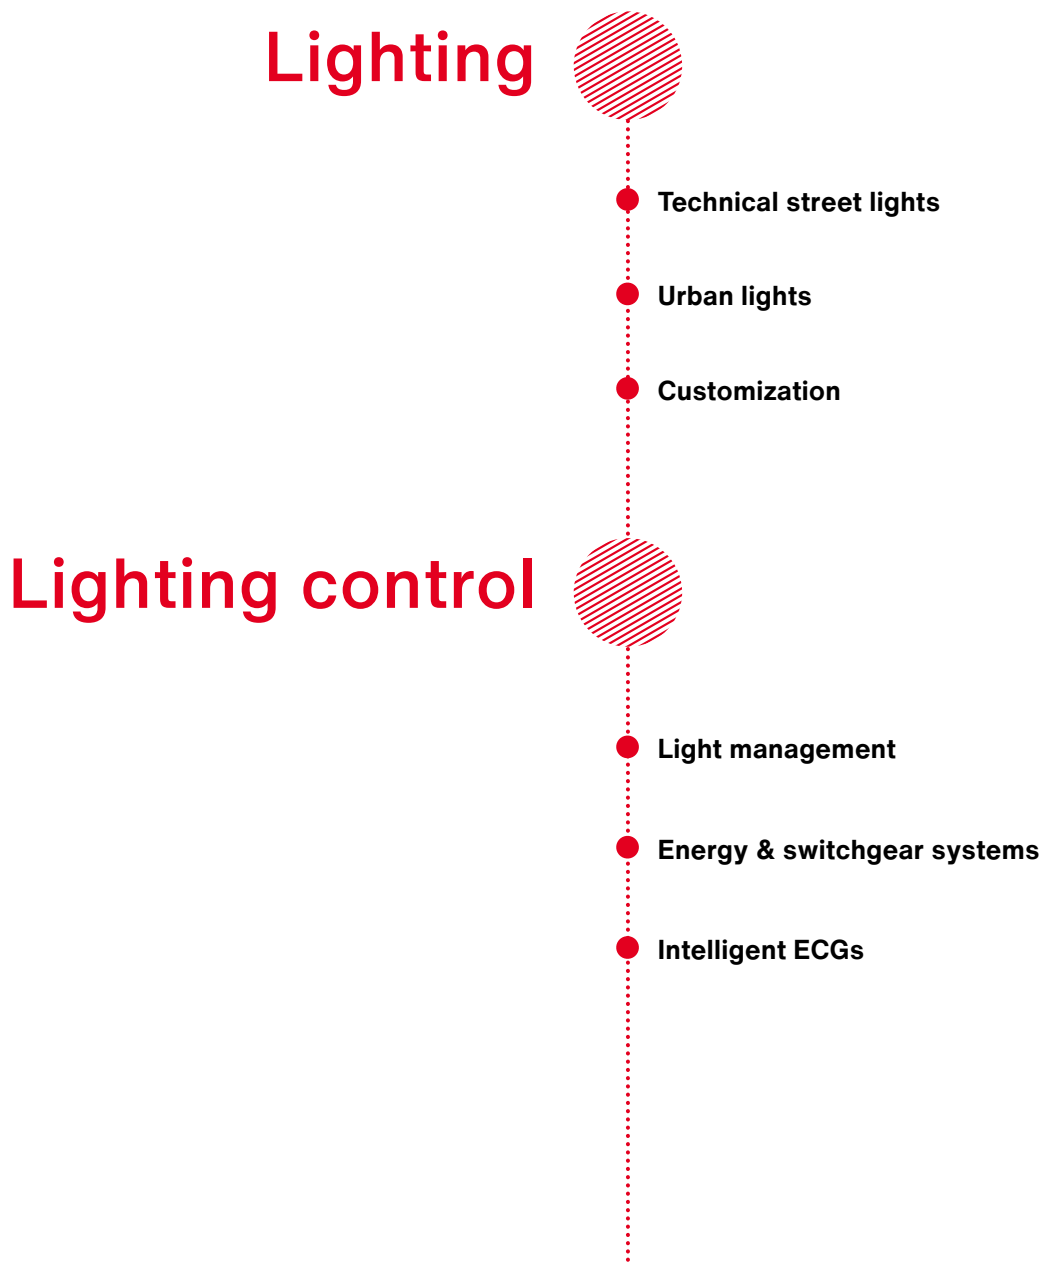 Lighting
Technical street lights
Urban lights
Customization
Lighting control
Light management
Energy & switchgear systems
Intelligent ECGs